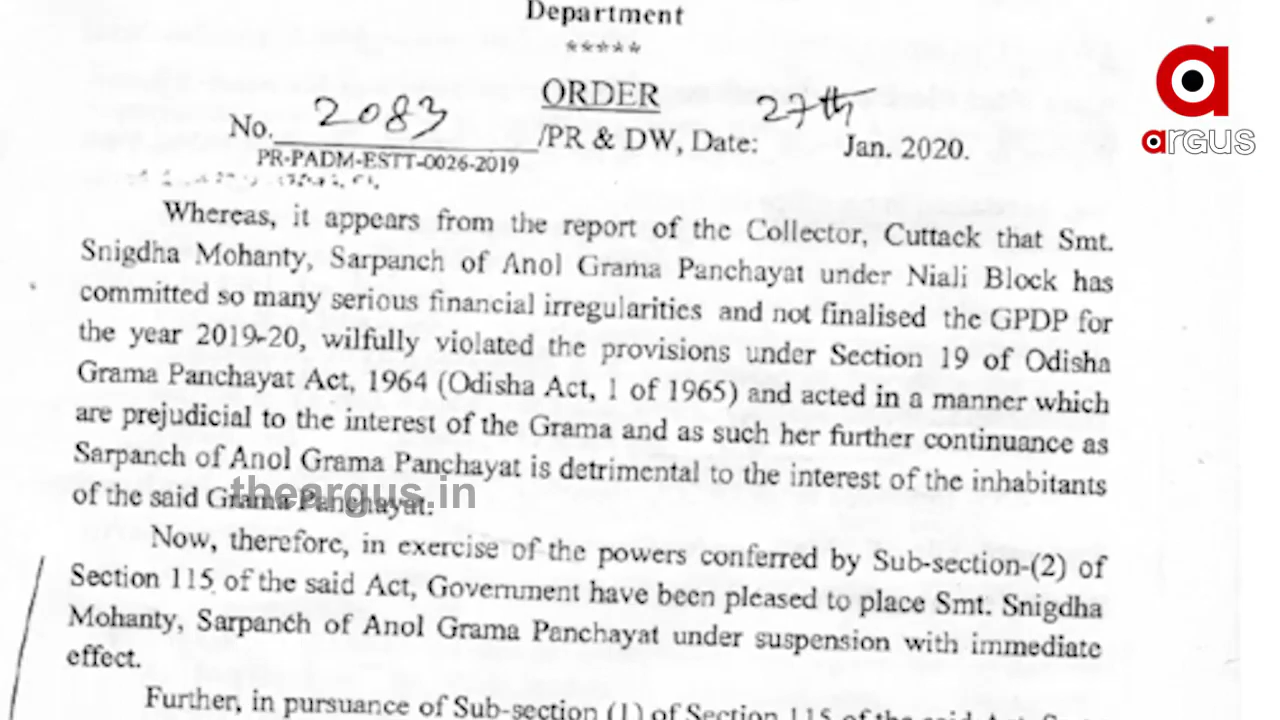 Department
*****
ORDER
No. 2083 /PR & DW, Date: 27th Jan. 2020.
PR-PADM-ESTT-0026-2019
Whereas, it appears from the report of the Collector, Cuttack that Smt.
Snigdha Mohanty, Sarpanch of Anol Grama Panchayat under Niali Block has
committed so many serious financial irregularities and not finalised the GPDP for
the year 2019-20, wilfully violated the provisions under Section 19 of Odisha
Grama Panchayat Act, 1964 (Odisha Act, 1 of 1965) and acted in a manner which
are prejudicial to the interest of the Grama and as such her further continuance as
Sarpanch of Anol Grama Panchayat is detrimental to the interest of the inhabitants
of the said Grama Panchayat.
theargus.in
Now, therefore, in exercise of the powers conferred by Sub-section-(2) of
Section 115 of the said Act, Government have been pleased to place Smt. Snigdha
Mohanty, Sarpanch of Anol Grama Panchayat under suspension with immediate
effect.
Further, in pursuance of Sub-section (1) of Section 115 of the said Act,
argus